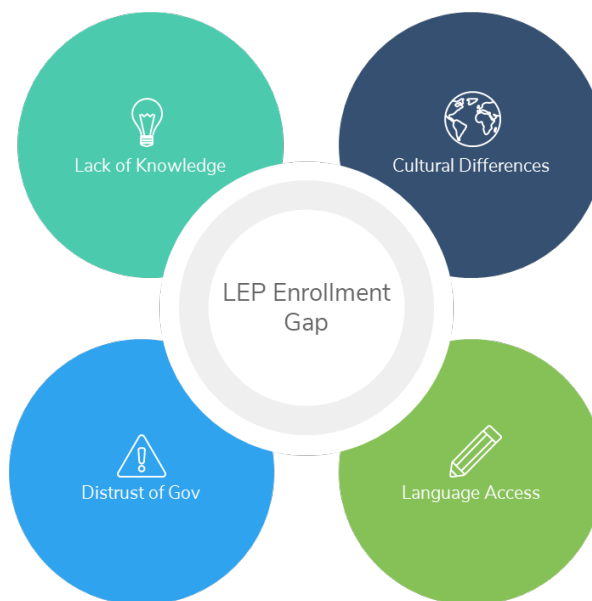 Lack of Knowledge
Cultural Differences
LEP Enrollment
Gap
Distrust of Gov
Language Access